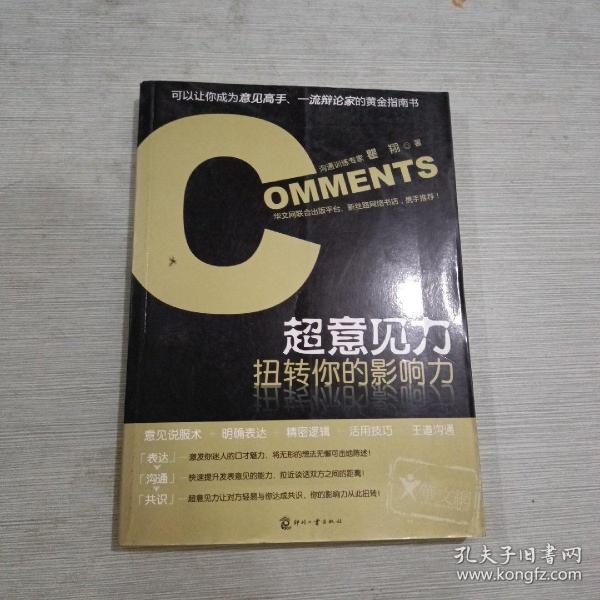 可以让你成为意见高手、一流辩论家的黄金指南书
沟通训练专家 瞿 翔◎著
COMMENTS
华文网联合出版平台、新丝路网络书店，携手推荐！
超意见力
扭转你的影响力
意见说服术 + 明确表达 + 精密逻辑 + 活用技巧 = 王道沟通
「表达」—激发你迷人的口才魅力，将无形的想法无懈可击地陈述！
「沟通」—快速提升发表意见的能力，拉近谈话双方之间的距离！
「共识」—超意见力让对方轻易与你达成共识，你的影响力从此扭转！
印刷工业出版社
孔夫子旧书网
www.kongfz.com